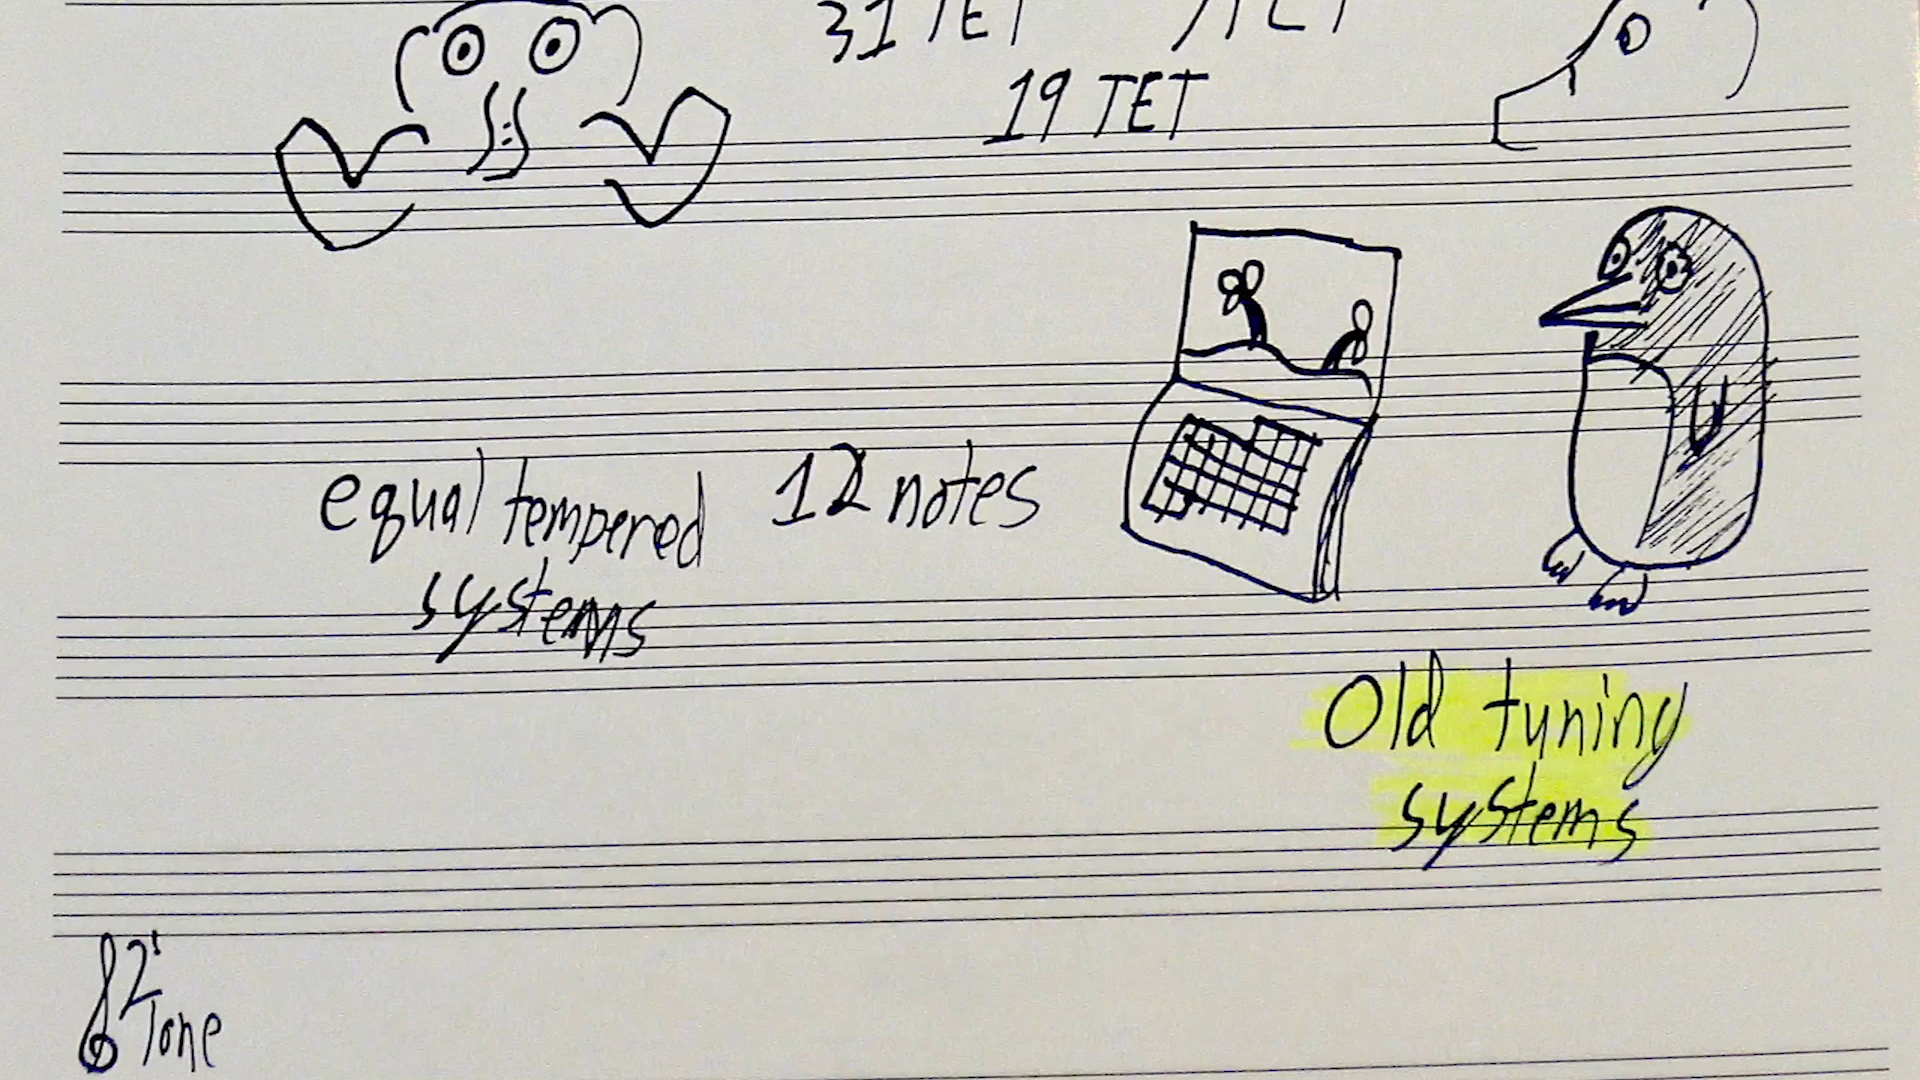 31 TET
19 TET
equal tempered
systems
12 notes
Old tuning
systems
Tone